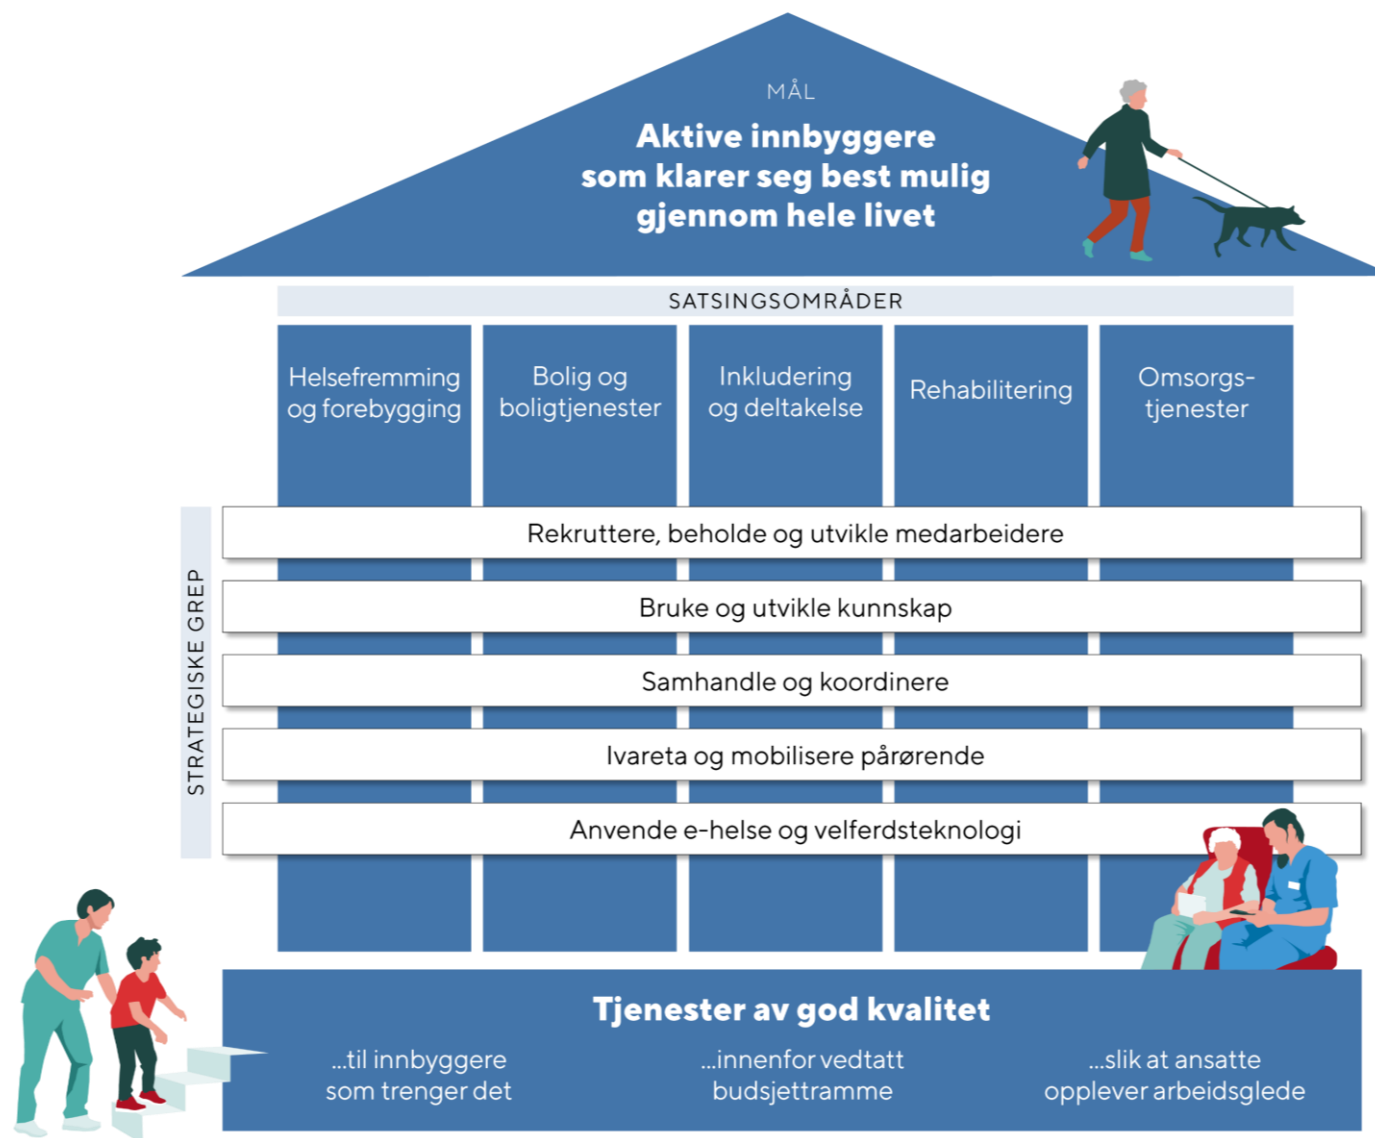 MÅL
Aktive innbyggere
som klarer seg best mulig
gjennom hele livet
SATSINGSOMRÅDER
Helsefremming
og forebygging
Bolig og
boligtjenester
Inkludering
og deltakelse
Rehabilitering
Omsorgs-
tjenester
STRATEGISKE GREP
Rekruttere, beholde og utvikle medarbeidere
Bruke og utvikle kunnskap
Samhandle og koordinere
Ivareta og mobilisere pårørende
Anvende e-helse og velferdsteknologi
Tjenester av god kvalitet
...til innbyggere
som trenger det
...innenfor vedtatt
budsjettramme
...slik at ansatte
opplever arbeidsglede